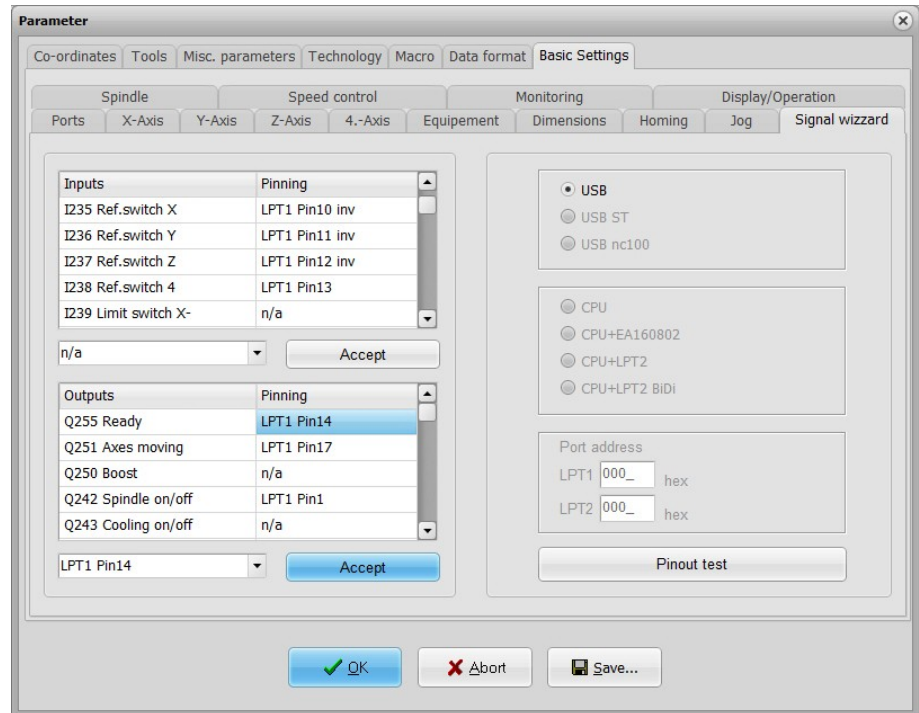 Parameter
Co-ordinates Tools Misc. parameters Technology Macro Data format Basic Settings
Spindle Speed control Monitoring Display/Operation
Ports X-Axis Y-Axis Z-Axis 4.-Axis Equipement Dimensions Homing Jog Signal wizzard
Inputs Pinning
I235 Ref.switch X LPT1 Pin10 inv
I236 Ref.switch Y LPT1 Pin11 inv
I237 Ref.switch Z LPT1 Pin12 inv
I238 Ref.switch 4 LPT1 Pin13
I239 Limit switch X- n/a
n/a Accept
Outputs Pinning
Q255 Ready LPT1 Pin14
Q251 Axes moving LPT1 Pin17
Q250 Boost n/a
Q242 Spindle on/off LPT1 Pin1
Q243 Cooling on/off n/a
LPT1 Pin14 Accept
USB
USB ST
USB nc100
CPU
CPU+EA160802
CPU+LPT2
CPU+LPT2 BiDi
Port address
LPT1 000_ hex
LPT2 000_ hex
Pinout test
OK Abort Save...